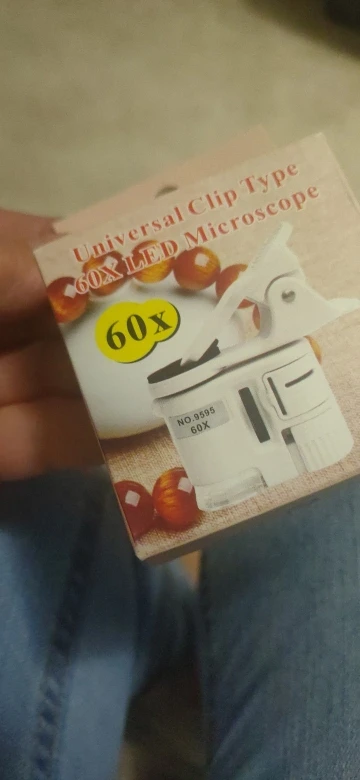 Universal Clip Type
60X LED Microscope
60x
NO.9595
60X